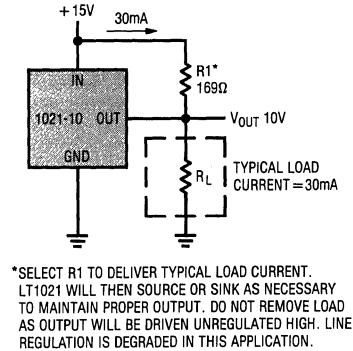 +15V
30mA
R1*
169Ω
IN
1021-10 OUT
GND
VOUT 10V
RL
TYPICAL LOAD
CURRENT=30mA
*SELECT R1 TO DELIVER TYPICAL LOAD CURRENT.
LT1021 WILL THEN SOURCE OR SINK AS NECESSARY
TO MAINTAIN PROPER OUTPUT. DO NOT REMOVE LOAD
AS OUTPUT WILL BE DRIVEN UNREGULATED HIGH. LINE
REGULATION IS DEGRADED IN THIS APPLICATION.